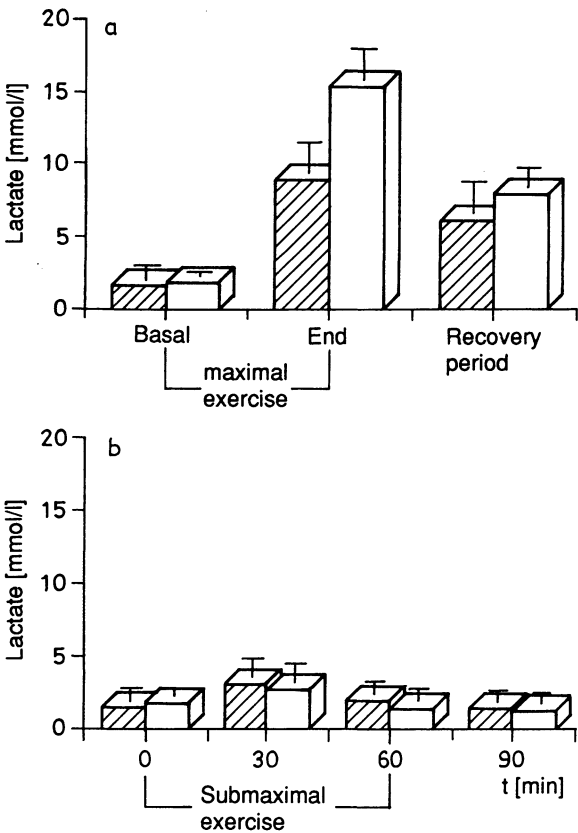 a
Lactate [mmol/l]
20
15
10
5
0
Basal
End
Recovery
period
maximal
exercise
b
Lactate [mmol/l]
20
15
10
5
0
0
30
60
90
t [min]
Submaximal
exercise